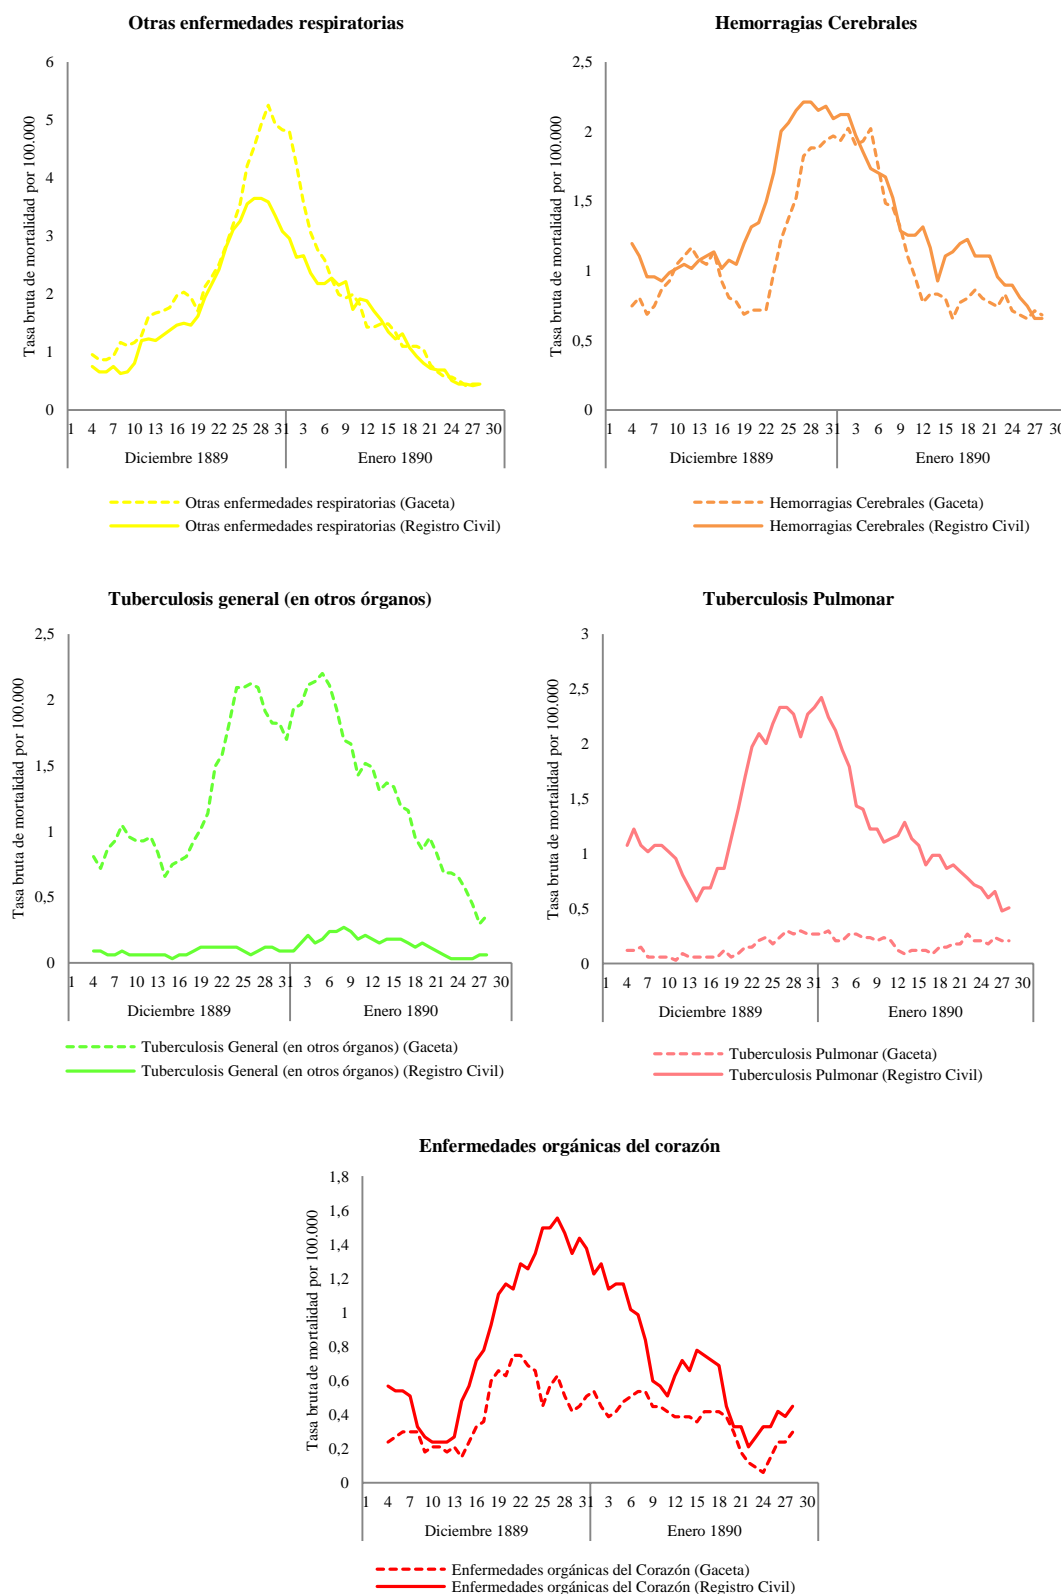 Otras enfermedades respiratorias
Tasa bruta de mortalidad por 100.000
6
5
4
3
2
1
0
1 4 7 10 13 16 19 22 25 28 31 3 6 9 12 15 18 21 24 27 30
Diciembre 1889 Enero 1890
Otras enfermedades respiratorias (Gaceta)
Otras enfermedades respiratorias (Registro Civil)
Hemorragias Cerebrales
Tasa bruta de mortalidad por 100.000
2,5
2
1,5
1
0,5
0
1 4 7 10 13 16 19 22 25 28 31 3 6 9 12 15 18 21 24 27 30
Diciembre 1889 Enero 1890
Hemorragias Cerebrales (Gaceta)
Hemorragias Cerebrales (Registro Civil)
Tuberculosis general (en otros órganos)
Tasa bruta de mortalidad por 100.000
2,5
2
1,5
1
0,5
0
1 4 7 10 13 16 19 22 25 28 31 3 6 9 12 15 18 21 24 27 30
Diciembre 1889 Enero 1890
Tuberculosis General (en otros órganos) (Gaceta)
Tuberculosis General (en otros órganos) (Registro Civil)
Tuberculosis Pulmonar
Tasa bruta de mortalidad por 100.000
3
2,5
2
1,5
1
0,5
0
1 4 7 10 13 16 19 22 25 28 31 3 6 9 12 15 18 21 24 27 30
Diciembre 1889 Enero 1890
Tuberculosis Pulmonar (Gaceta)
Tuberculosis Pulmonar (Registro Civil)
Enfermedades orgánicas del corazón
Tasa bruta de mortalidad por 100.000
1,8
1,6
1,4
1,2
1
0,8
0,6
0,4
0,2
0
1 4 7 10 13 16 19 22 25 28 31 3 6 9 12 15 18 21 24 27 30
Diciembre 1889 Enero 1890
Enfermedades orgánicas del Corazón (Gaceta)
Enfermedades orgánicas del Corazón (Registro Civil)